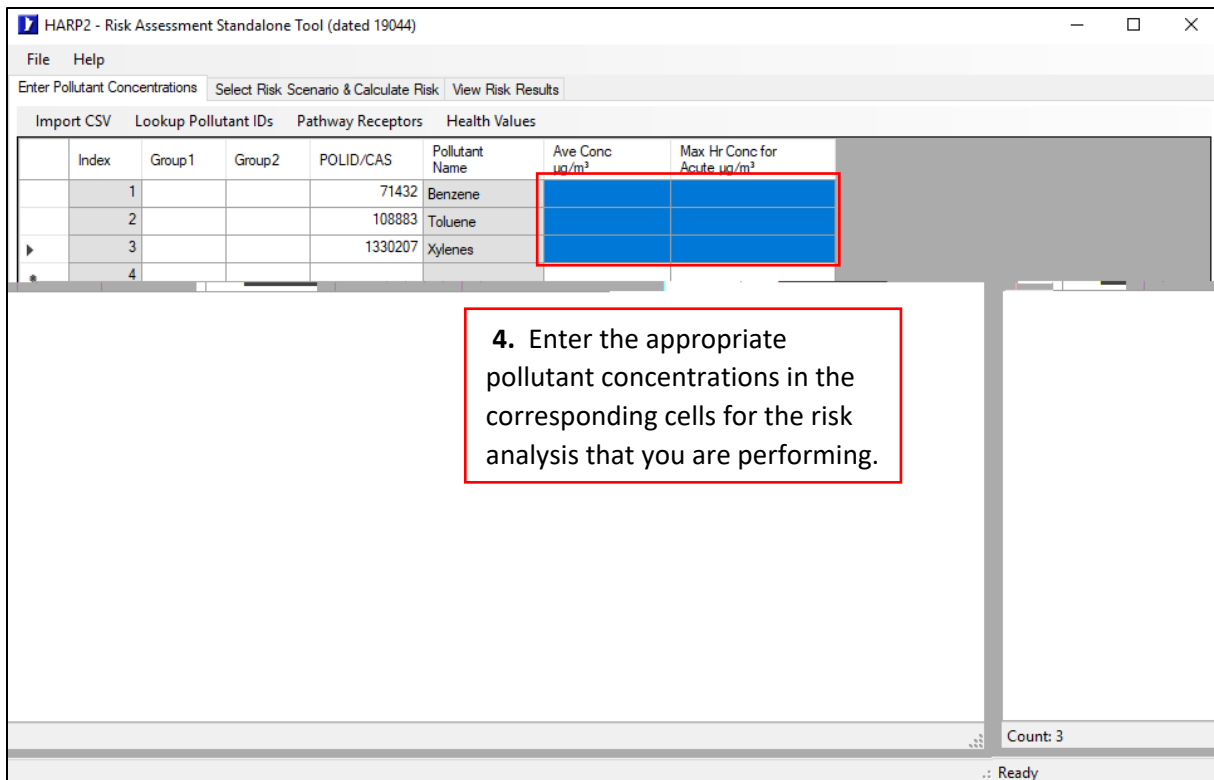 HARP2 - Risk Assessment Standalone Tool (dated 19044)
File Help
Enter Pollutant Concentrations Select Risk Scenario & Calculate Risk View Risk Results
Import CSV Lookup Pollutant IDs Pathway Receptors Health Values
Index Group1 Group2 POLID/CAS Pollutant Name Ave Conc µg/m³ Max Hr Conc for Acute µg/m³
1 71432 Benzene
2 108883 Toluene
3 1330207 Xylenes
4
4. Enter the appropriate
pollutant concentrations in the
corresponding cells for the risk
analysis that you are performing.
Count: 3
Ready